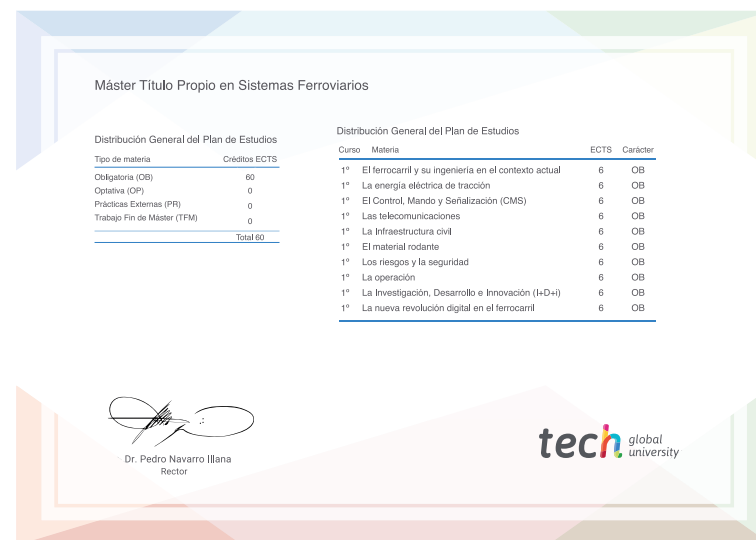 Máster Título Propio en Sistemas Ferroviarios
Distribución General del Plan de Estudios
Tipo de materia Créditos ECTS
Obligatoria (OB) 60
Optativa (OP) 0
Prácticas Externas (PR) 0
Trabajo Fin de Máster (TFM) 0
Total 60
Distribución General del Plan de Estudios
Curso Materia ECTS Carácter
1º El ferrocarril y su ingeniería en el contexto actual 6 OB
1º La energía eléctrica de tracción 6 OB
1º El Control, Mando y Señalización (CMS) 6 OB
1º Las telecomunicaciones 6 OB
1º La Infraestructura civil 6 OB
1º El material rodante 6 OB
1º Los riesgos y la seguridad 6 OB
1º La operación 6 OB
1º La Investigación, Desarrollo e Innovación (I+D+i) 6 OB
1º La nueva revolución digital en el ferrocarril 6 OB
Dr. Pedro Navarro Illana
Rector
tech global
university